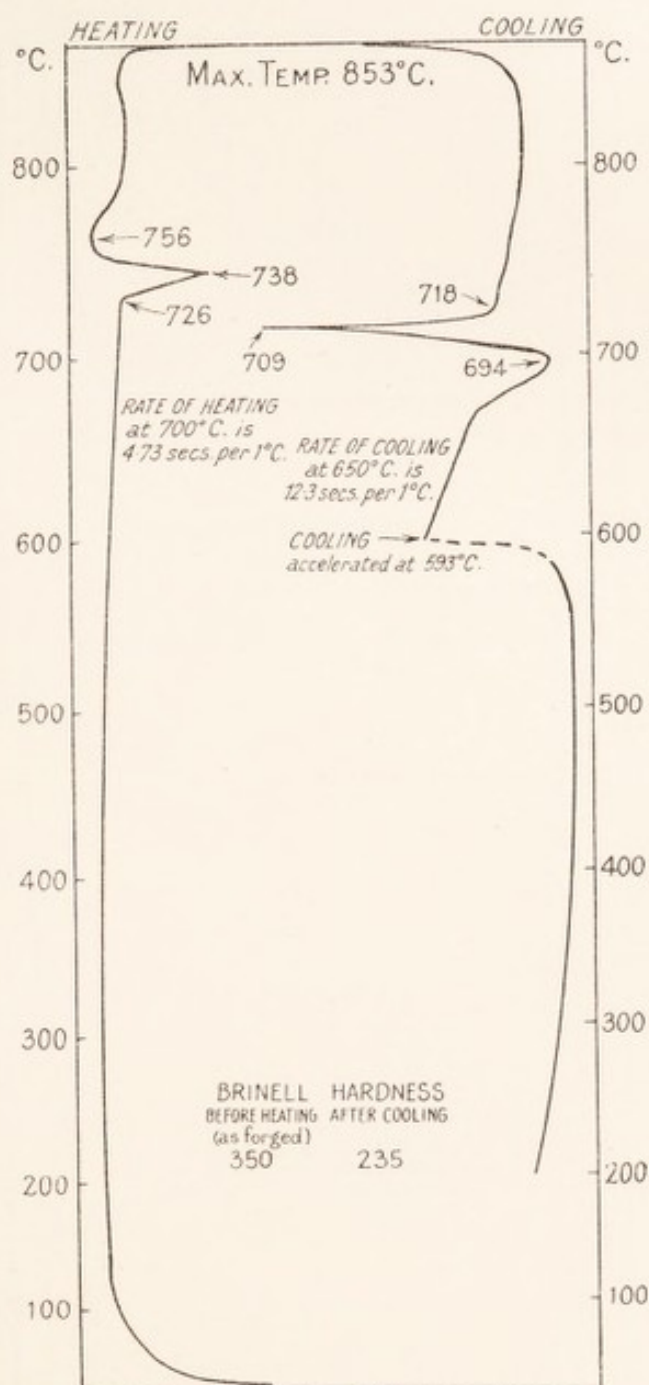 HEATING COOLING
°C. °C.
MAX. TEMP. 853°C.
800 800
756
738
726
718
709
694
700 700
RATE OF HEATING
at 700°C. is
4·73 secs. per 1°C.
RATE OF COOLING
at 650°C. is
12·3 secs. per 1°C.
600 600
COOLING
accelerated at 593°C.
500 500
400 400
300 300
BRINELL HARDNESS
BEFORE HEATING AFTER COOLING
(as forged)
350 235
200 200
100 100